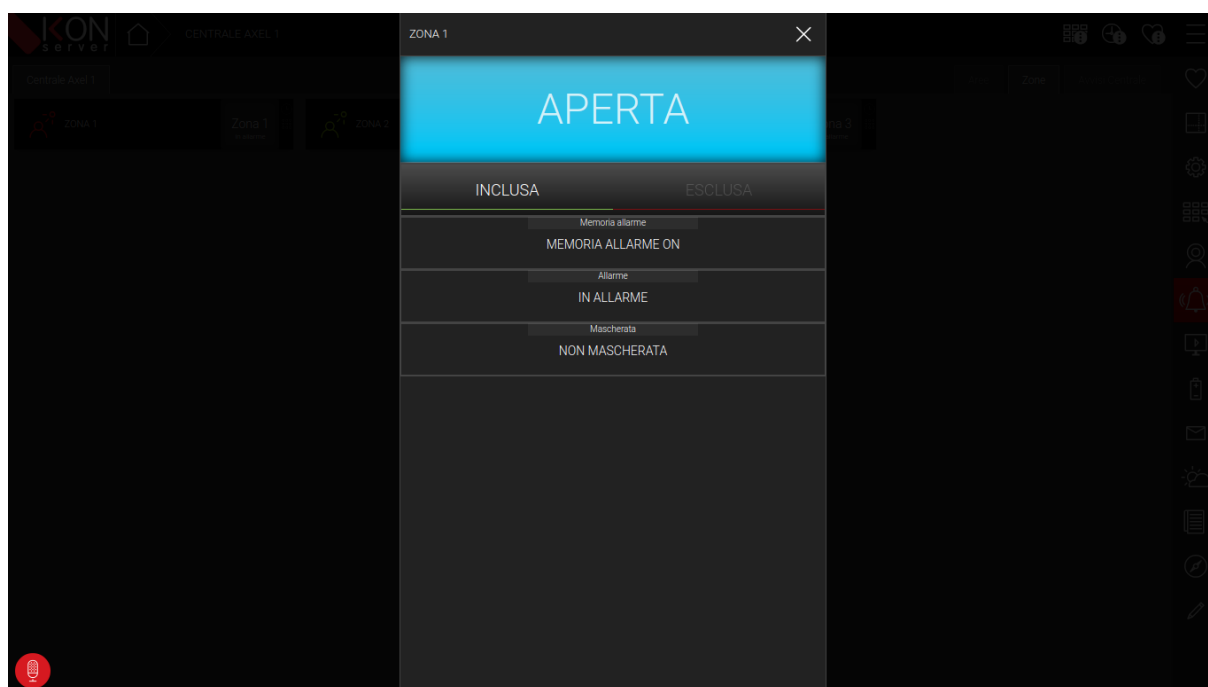 IKON
server
CENTRALE AXEL 1
ZONA 1
Centrale Axel 1
Zone
ZONA 1
Zona 1
ZONA 2
APERTA
INCLUSA
ESCLUSA
Memoria allarme
MEMORIA ALLARME ON
Allarme
IN ALLARME
Mascherata
NON MASCHERATA